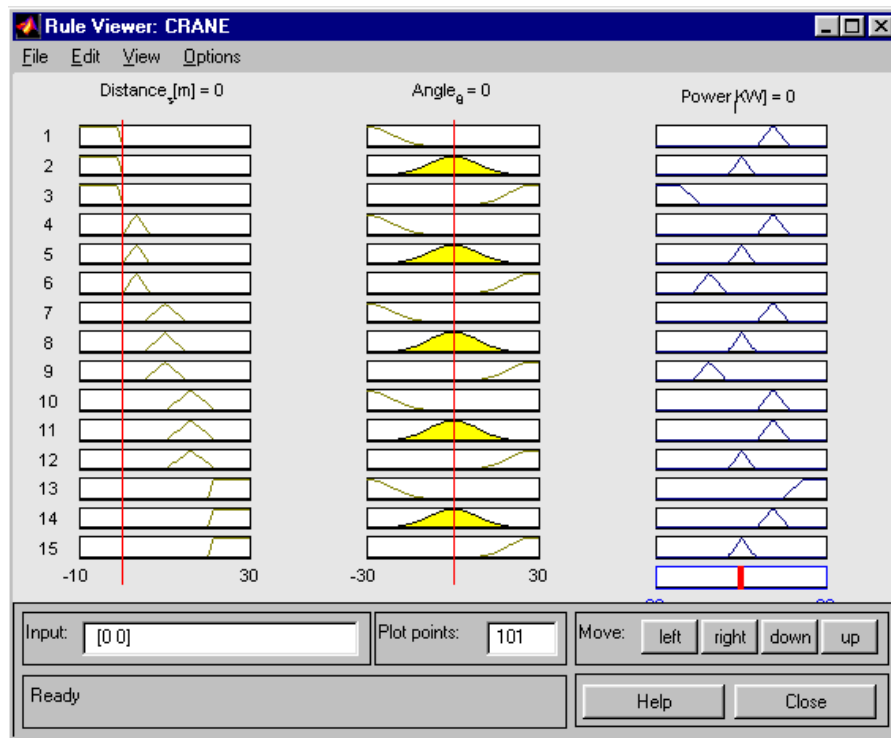 Rule Viewer: CRANE
File Edit View Options
Distance s[m] = 0 Angle θ = 0 Power [KW] = 0
1
2
3
4
5
6
7
8
9
10
11
12
13
14
15
-10 30 -30 30
Input: [0 0] Plot points: 101 Move: left right down up
Ready Help Close